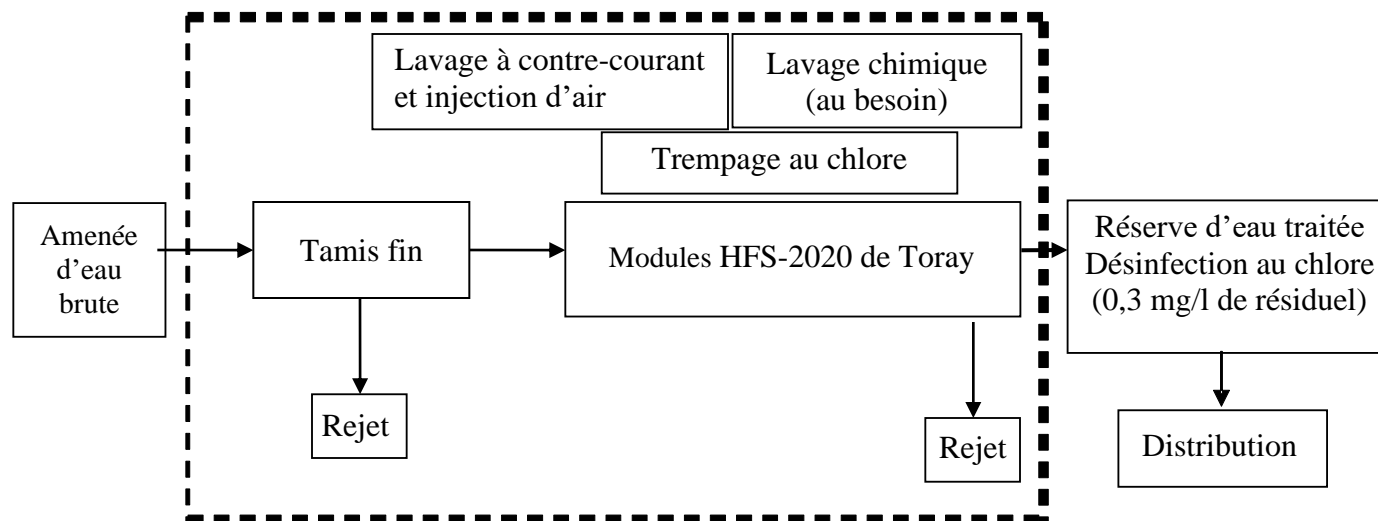 Lavage à contre-courant
et injection d'air
Lavage chimique
(au besoin)
Trempage au chlore
Amenée
d'eau
brute
Tamis fin
Modules HFS-2020 de Toray
Réserve d'eau traitée
Désinfection au chlore
(0,3 mg/l de résiduel)
Rejet
Rejet
Distribution